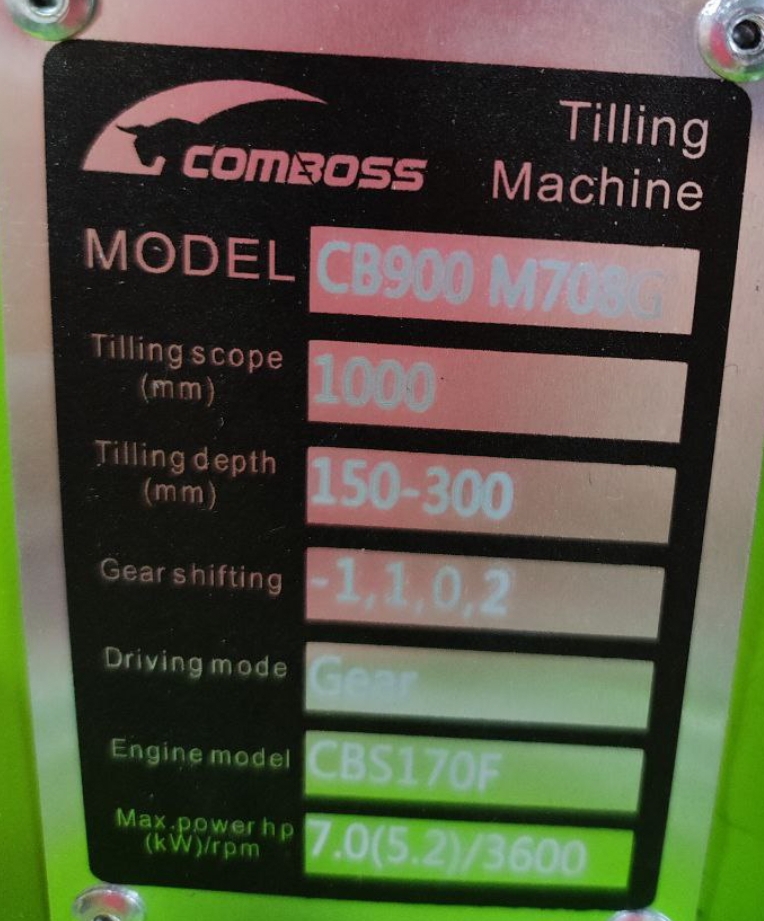 COMBOSS
Tilling
Machine
MODEL CB900 M708G
Tilling scope
(mm) 1000
Tilling depth
(mm) 150-300
Gear shifting -1,1,0,2
Driving mode Gear
Engine model CBS170F
Max.power hp
(kW)/rpm 7.0(5.2)/3600